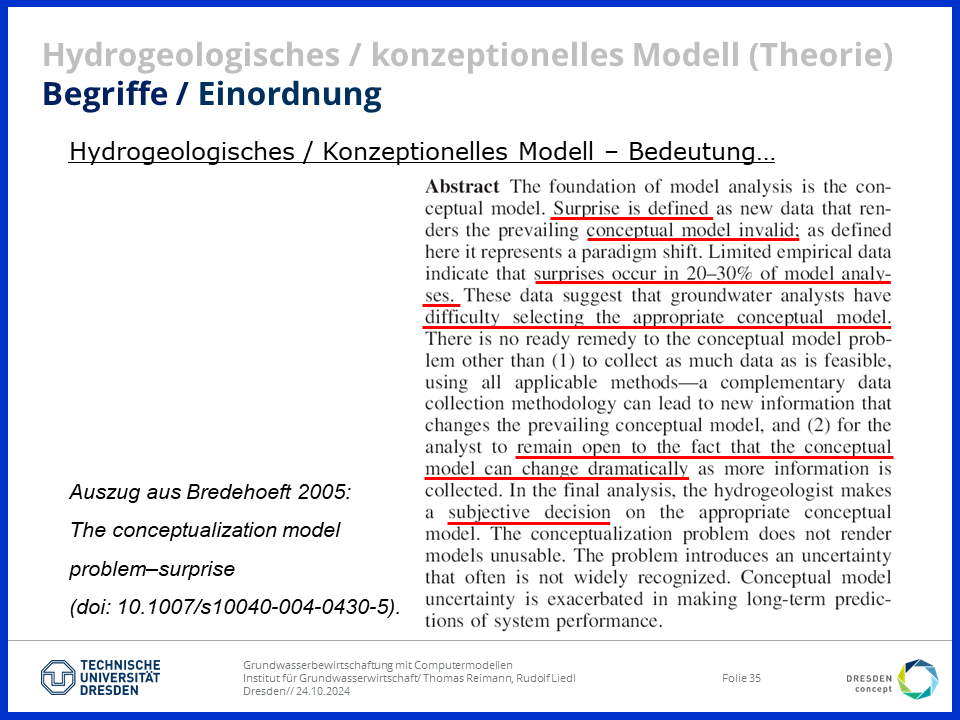 Hydrogeologisches / konzeptionelles Modell (Theorie)
Begriffe / Einordnung
Hydrogeologisches / Konzeptionelles Modell – Bedeutung…
Abstract The foundation of model analysis is the con-
ceptual model. Surprise is defined as new data that ren-
ders the prevailing conceptual model invalid; as defined
here it represents a paradigm shift. Limited empirical data
indicate that surprises occur in 20–30% of model analy-
ses. These data suggest that groundwater analysts have
difficulty selecting the appropriate conceptual model.
There is no ready remedy to the conceptual model prob-
lem other than (1) to collect as much data as is feasible,
using all applicable methods—a complementary data
collection methodology can lead to new information that
changes the prevailing conceptual model, and (2) for the
analyst to remain open to the fact that the conceptual
model can change dramatically as more information is
collected. In the final analysis, the hydrogeologist makes
a subjective decision on the appropriate conceptual
model. The conceptualization problem does not render
models unusable. The problem introduces an uncertainty
that often is not widely recognized. Conceptual model
uncertainty is exacerbated in making long-term predic-
tions of system performance.
Auszug aus Bredehoeft 2005:
The conceptualization model
problem–surprise
(doi: 10.1007/s10040-004-0430-5).
TECHNISCHE
UNIVERSITÄT
DRESDEN
Grundwasserbewirtschaftung mit Computermodellen
Institut für Grundwasserwirtschaft/ Thomas Reimann, Rudolf Liedl
Dresden// 24.10.2024
Folie 35
DRESDEN
concept